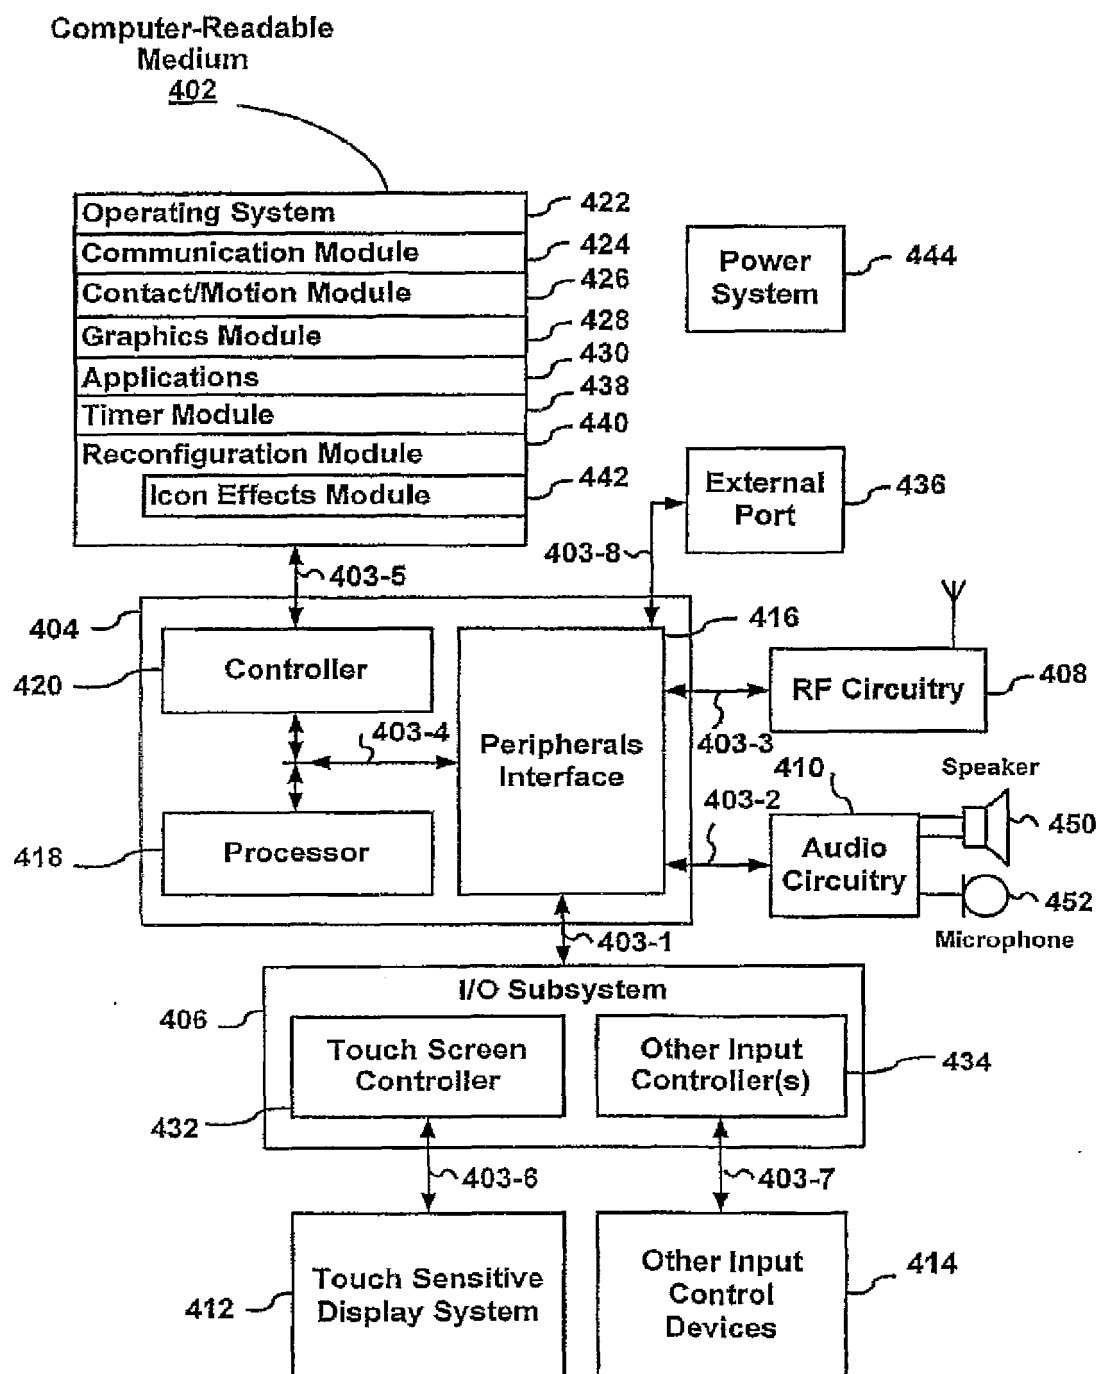 Computer-Readable
Medium
402
Operating System
422
Communication Module
424
Contact/Motion Module
426
Graphics Module
428
Applications
430
Timer Module
438
Reconfiguration Module
440
Icon Effects Module
442
Power
System
444
External
Port
436
403-8
403-5
404
416
Controller
420
RF Circuitry
408
403-4
403-3
Peripherals
Interface
Speaker
410
403-2
450
Processor
418
Audio
Circuitry
452
Microphone
403-1
I/O Subsystem
406
Touch Screen
Controller
432
Other Input
Controller(s)
434
403-6
403-7
Touch Sensitive
Display System
412
Other Input
Control
Devices
414